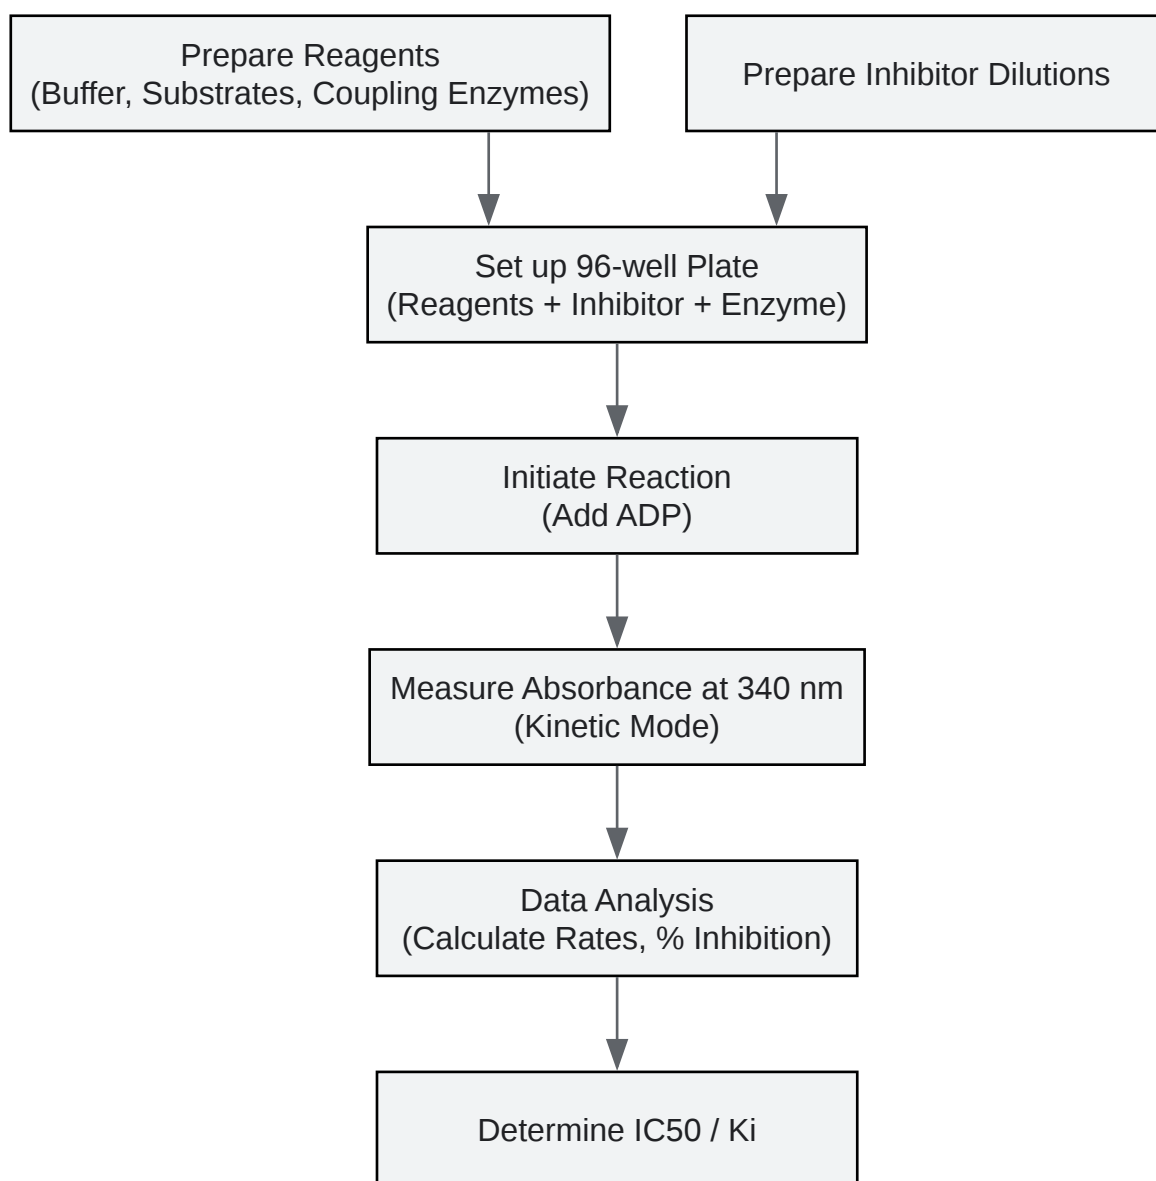 Prepare Reagents
(Buffer, Substrates, Coupling Enzymes)
Prepare Inhibitor Dilutions
Set up 96-well Plate
(Reagents + Inhibitor + Enzyme)
Initiate Reaction
(Add ADP)
Measure Absorbance at 340 nm
(Kinetic Mode)
Data Analysis
(Calculate Rates, % Inhibition)
Determine IC50 / Ki